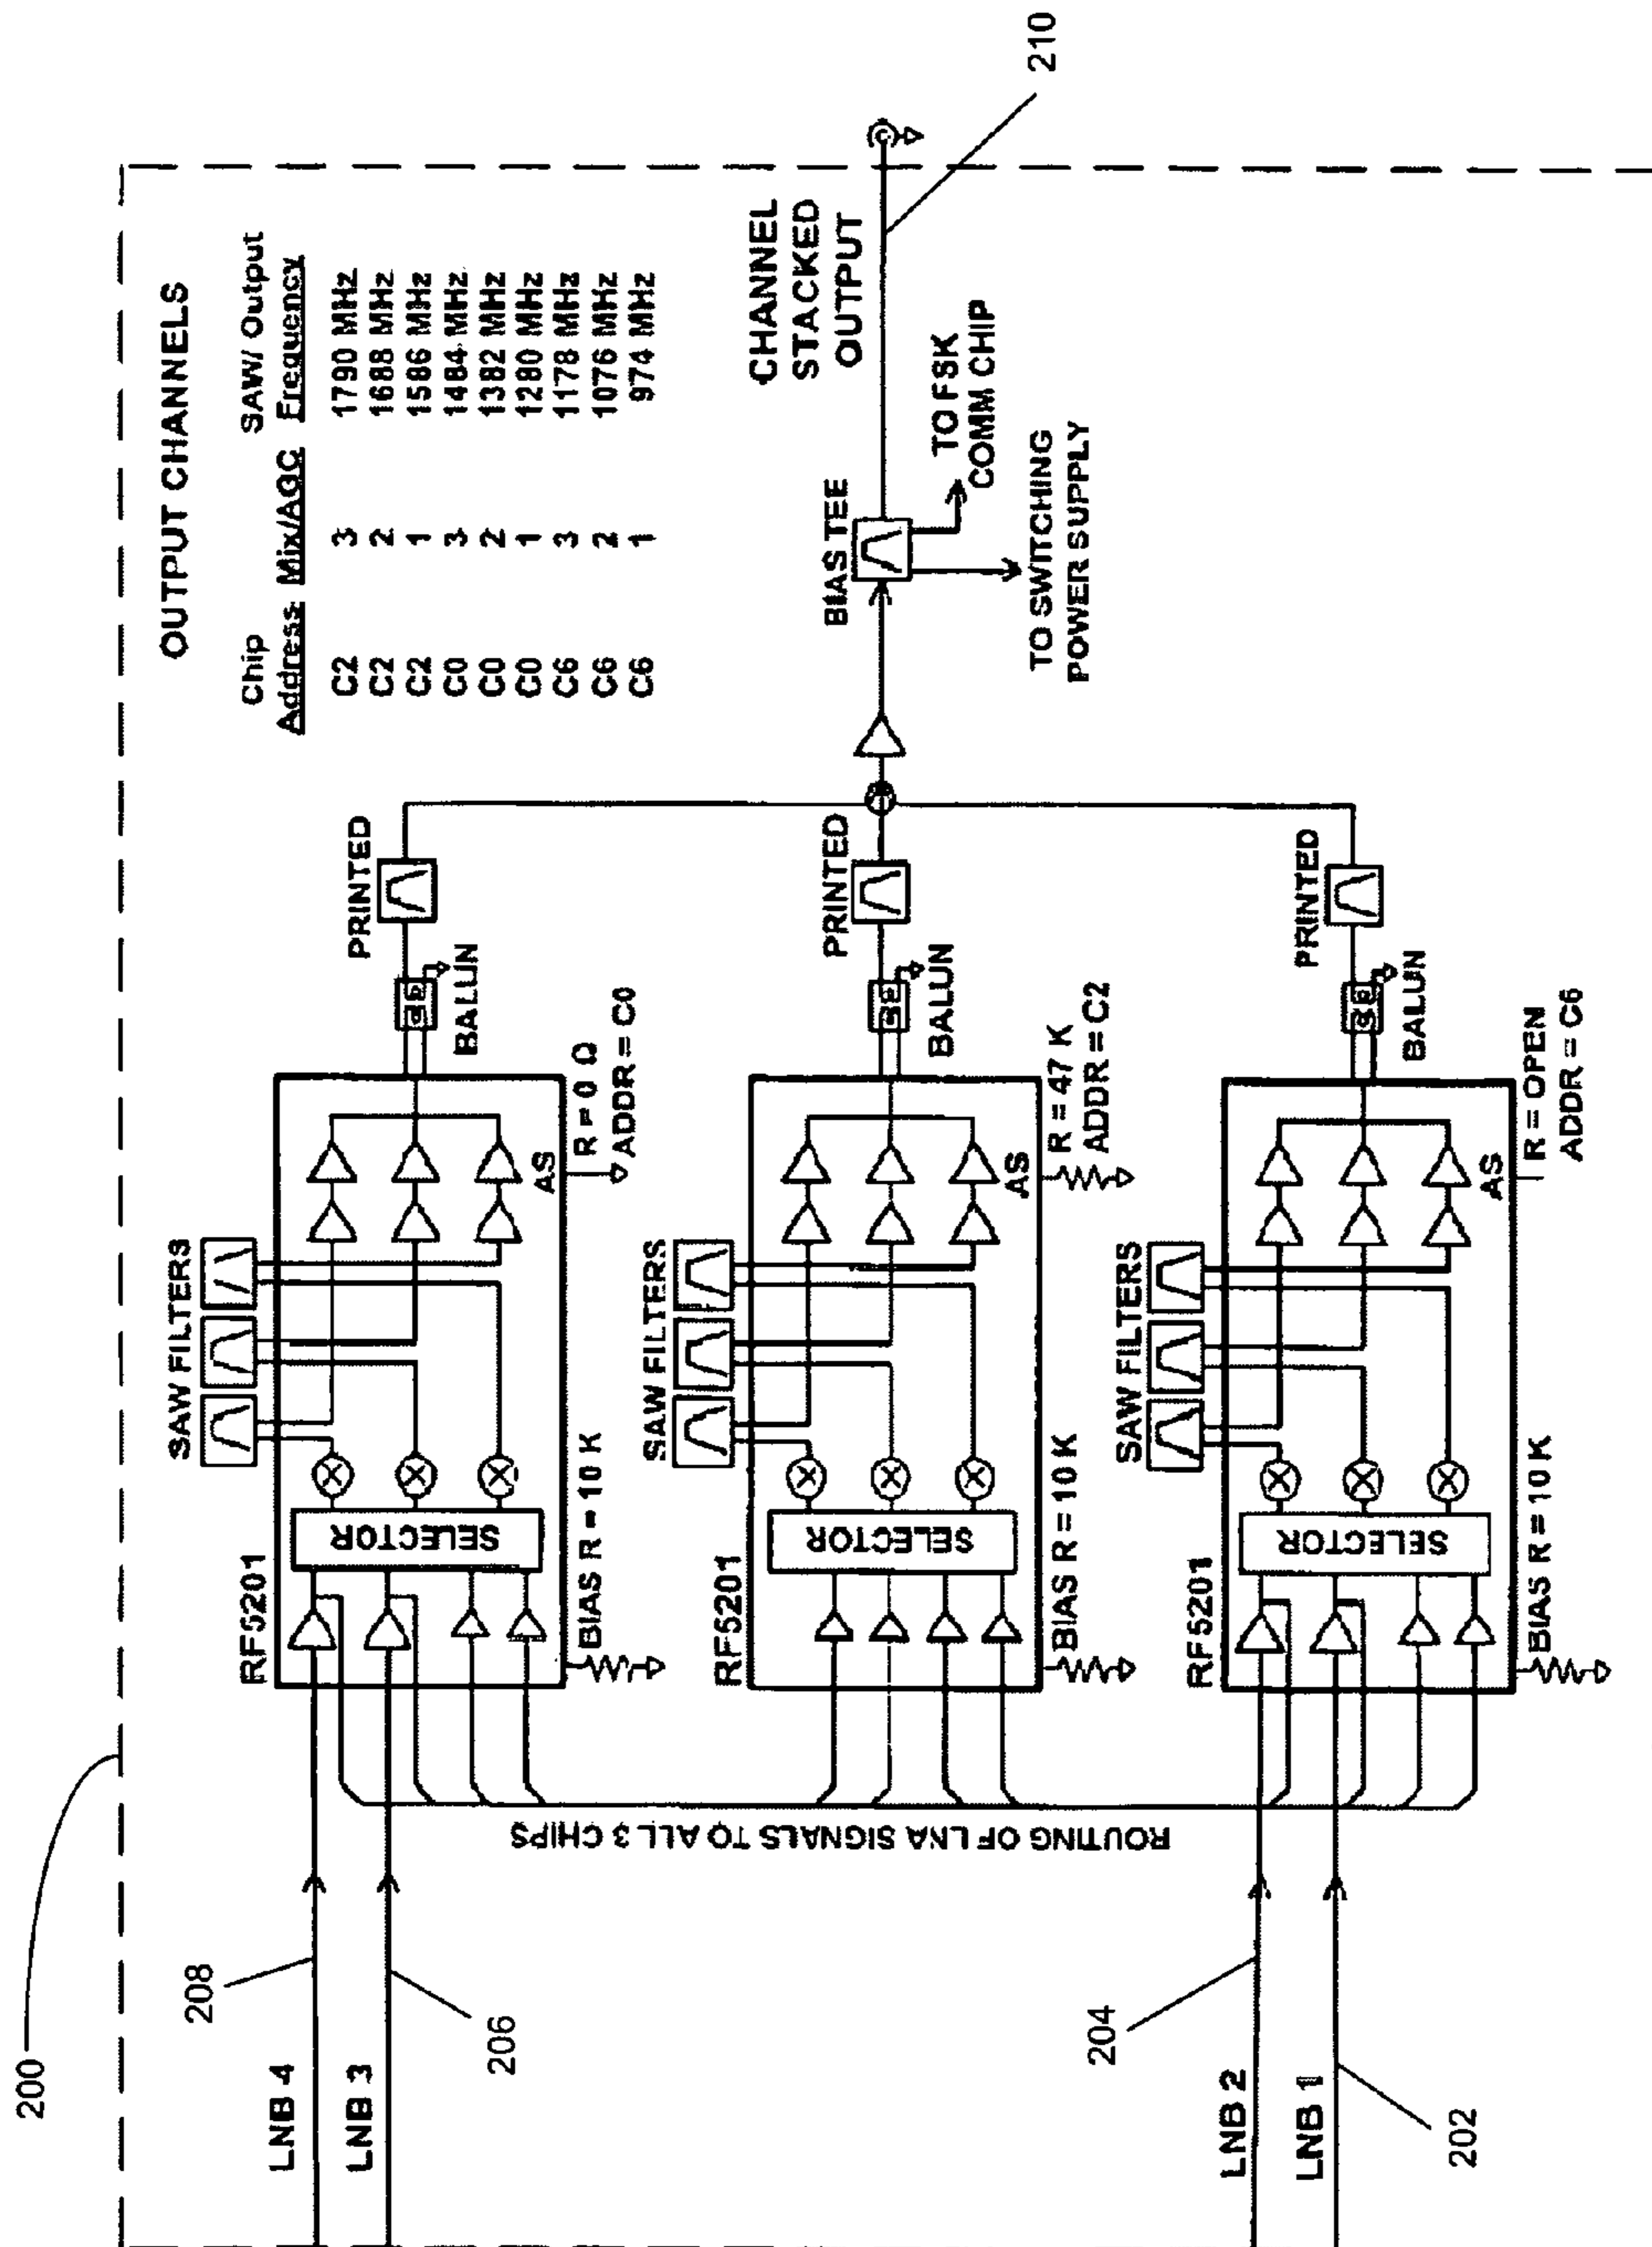 200
208
206
204
202
210
LNB 4
LNB 3
LNB 2
LNB 1
ROUTING OF LNA SIGNALS TO ALL 3 CHIPS
RF5201
SELECTOR
SAW FILTERS
BIAS R = 10 K
AS
R = 0 Ω
ADDR = C0
BALUN
PRINTED
RF5201
SELECTOR
SAW FILTERS
BIAS R = 10 K
AS
R = 47 K
ADDR = C2
BALUN
PRINTED
RF5201
SELECTOR
SAW FILTERS
BIAS R = 10 K
AS
R = OPEN
ADDR = C6
BALUN
PRINTED
BIAS TEE
TO FSK
COMM CHIP
TO SWITCHING
POWER SUPPLY
CHANNEL
STACKED
OUTPUT
OUTPUT CHANNELS
Chip SAW/ Output
Address Mix/AGC Frequency
C2 3 1790 MHz
C2 2 1688 MHz
C2 1 1586 MHz
C0 3 1484 MHz
C0 2 1382 MHz
C0 1 1280 MHz
C6 3 1178 MHz
C6 2 1076 MHz
C6 1 974 MHz